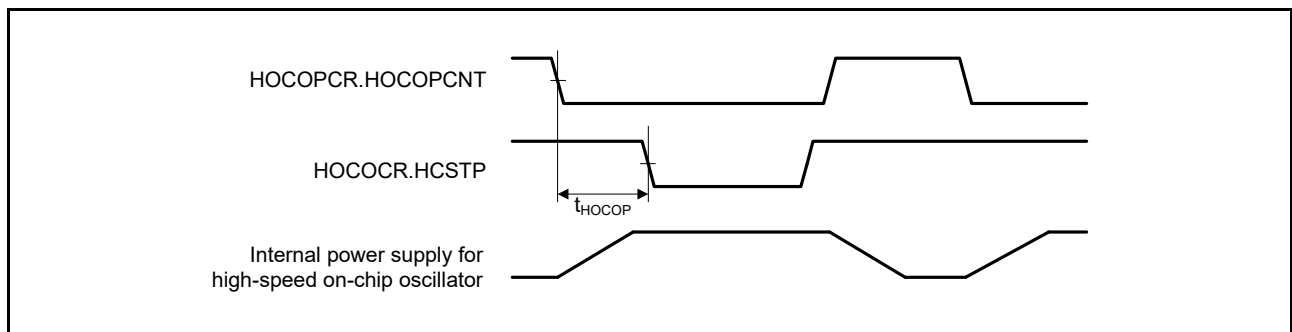 HOCOPCR.HOCOPCNT
HOCOCR.HCSTP
tHOCOP
Internal power supply for
high-speed on-chip oscillator